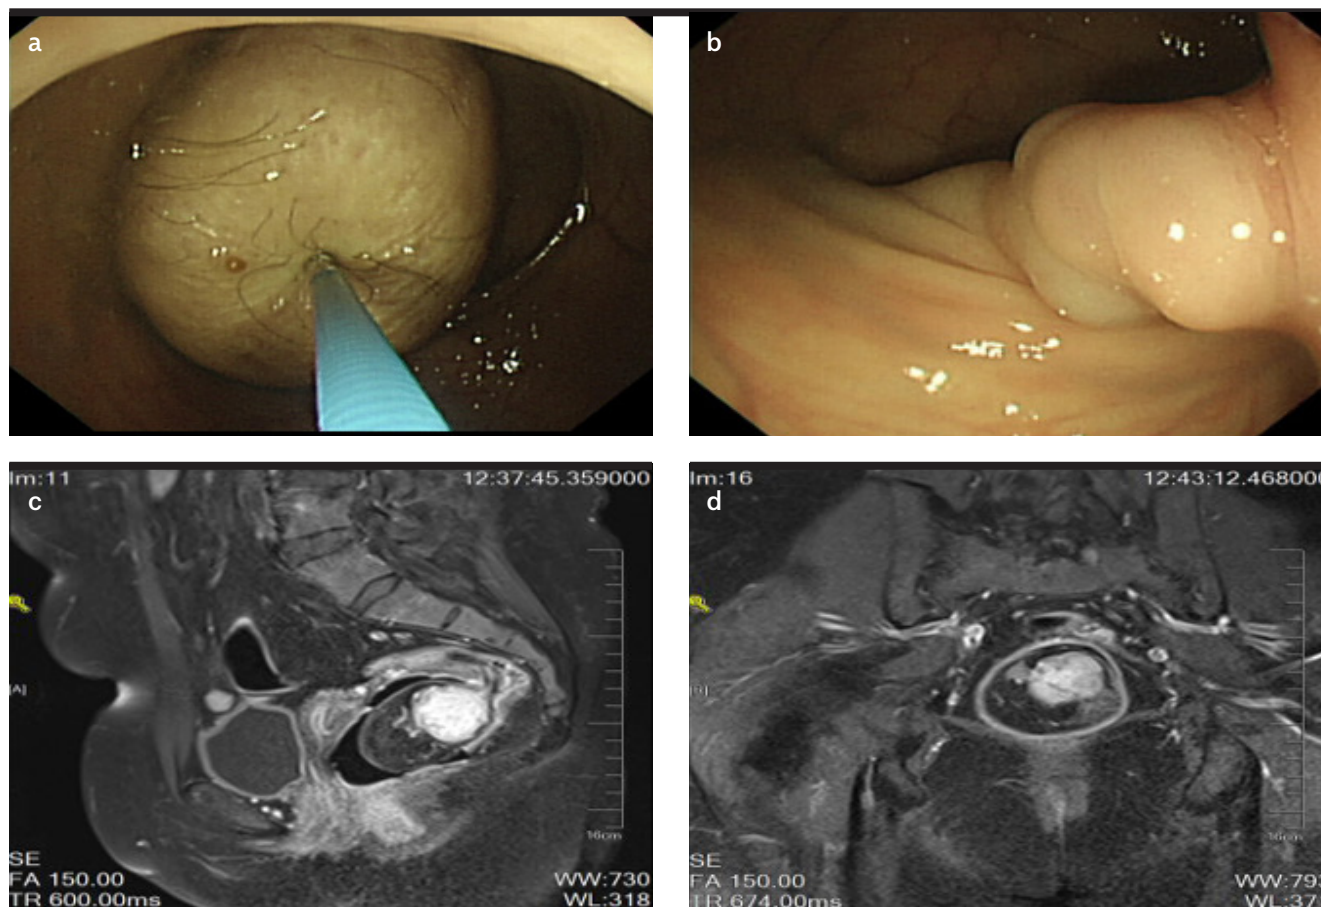 a
b
Im:11
12:37:45.359000
c
[A]
16cm
SE
FA 150.00
TR 600.00ms
WW:730
WL:318
Im:16
d
[R]
16cm
SE
FA 150.00
TR 674.00ms